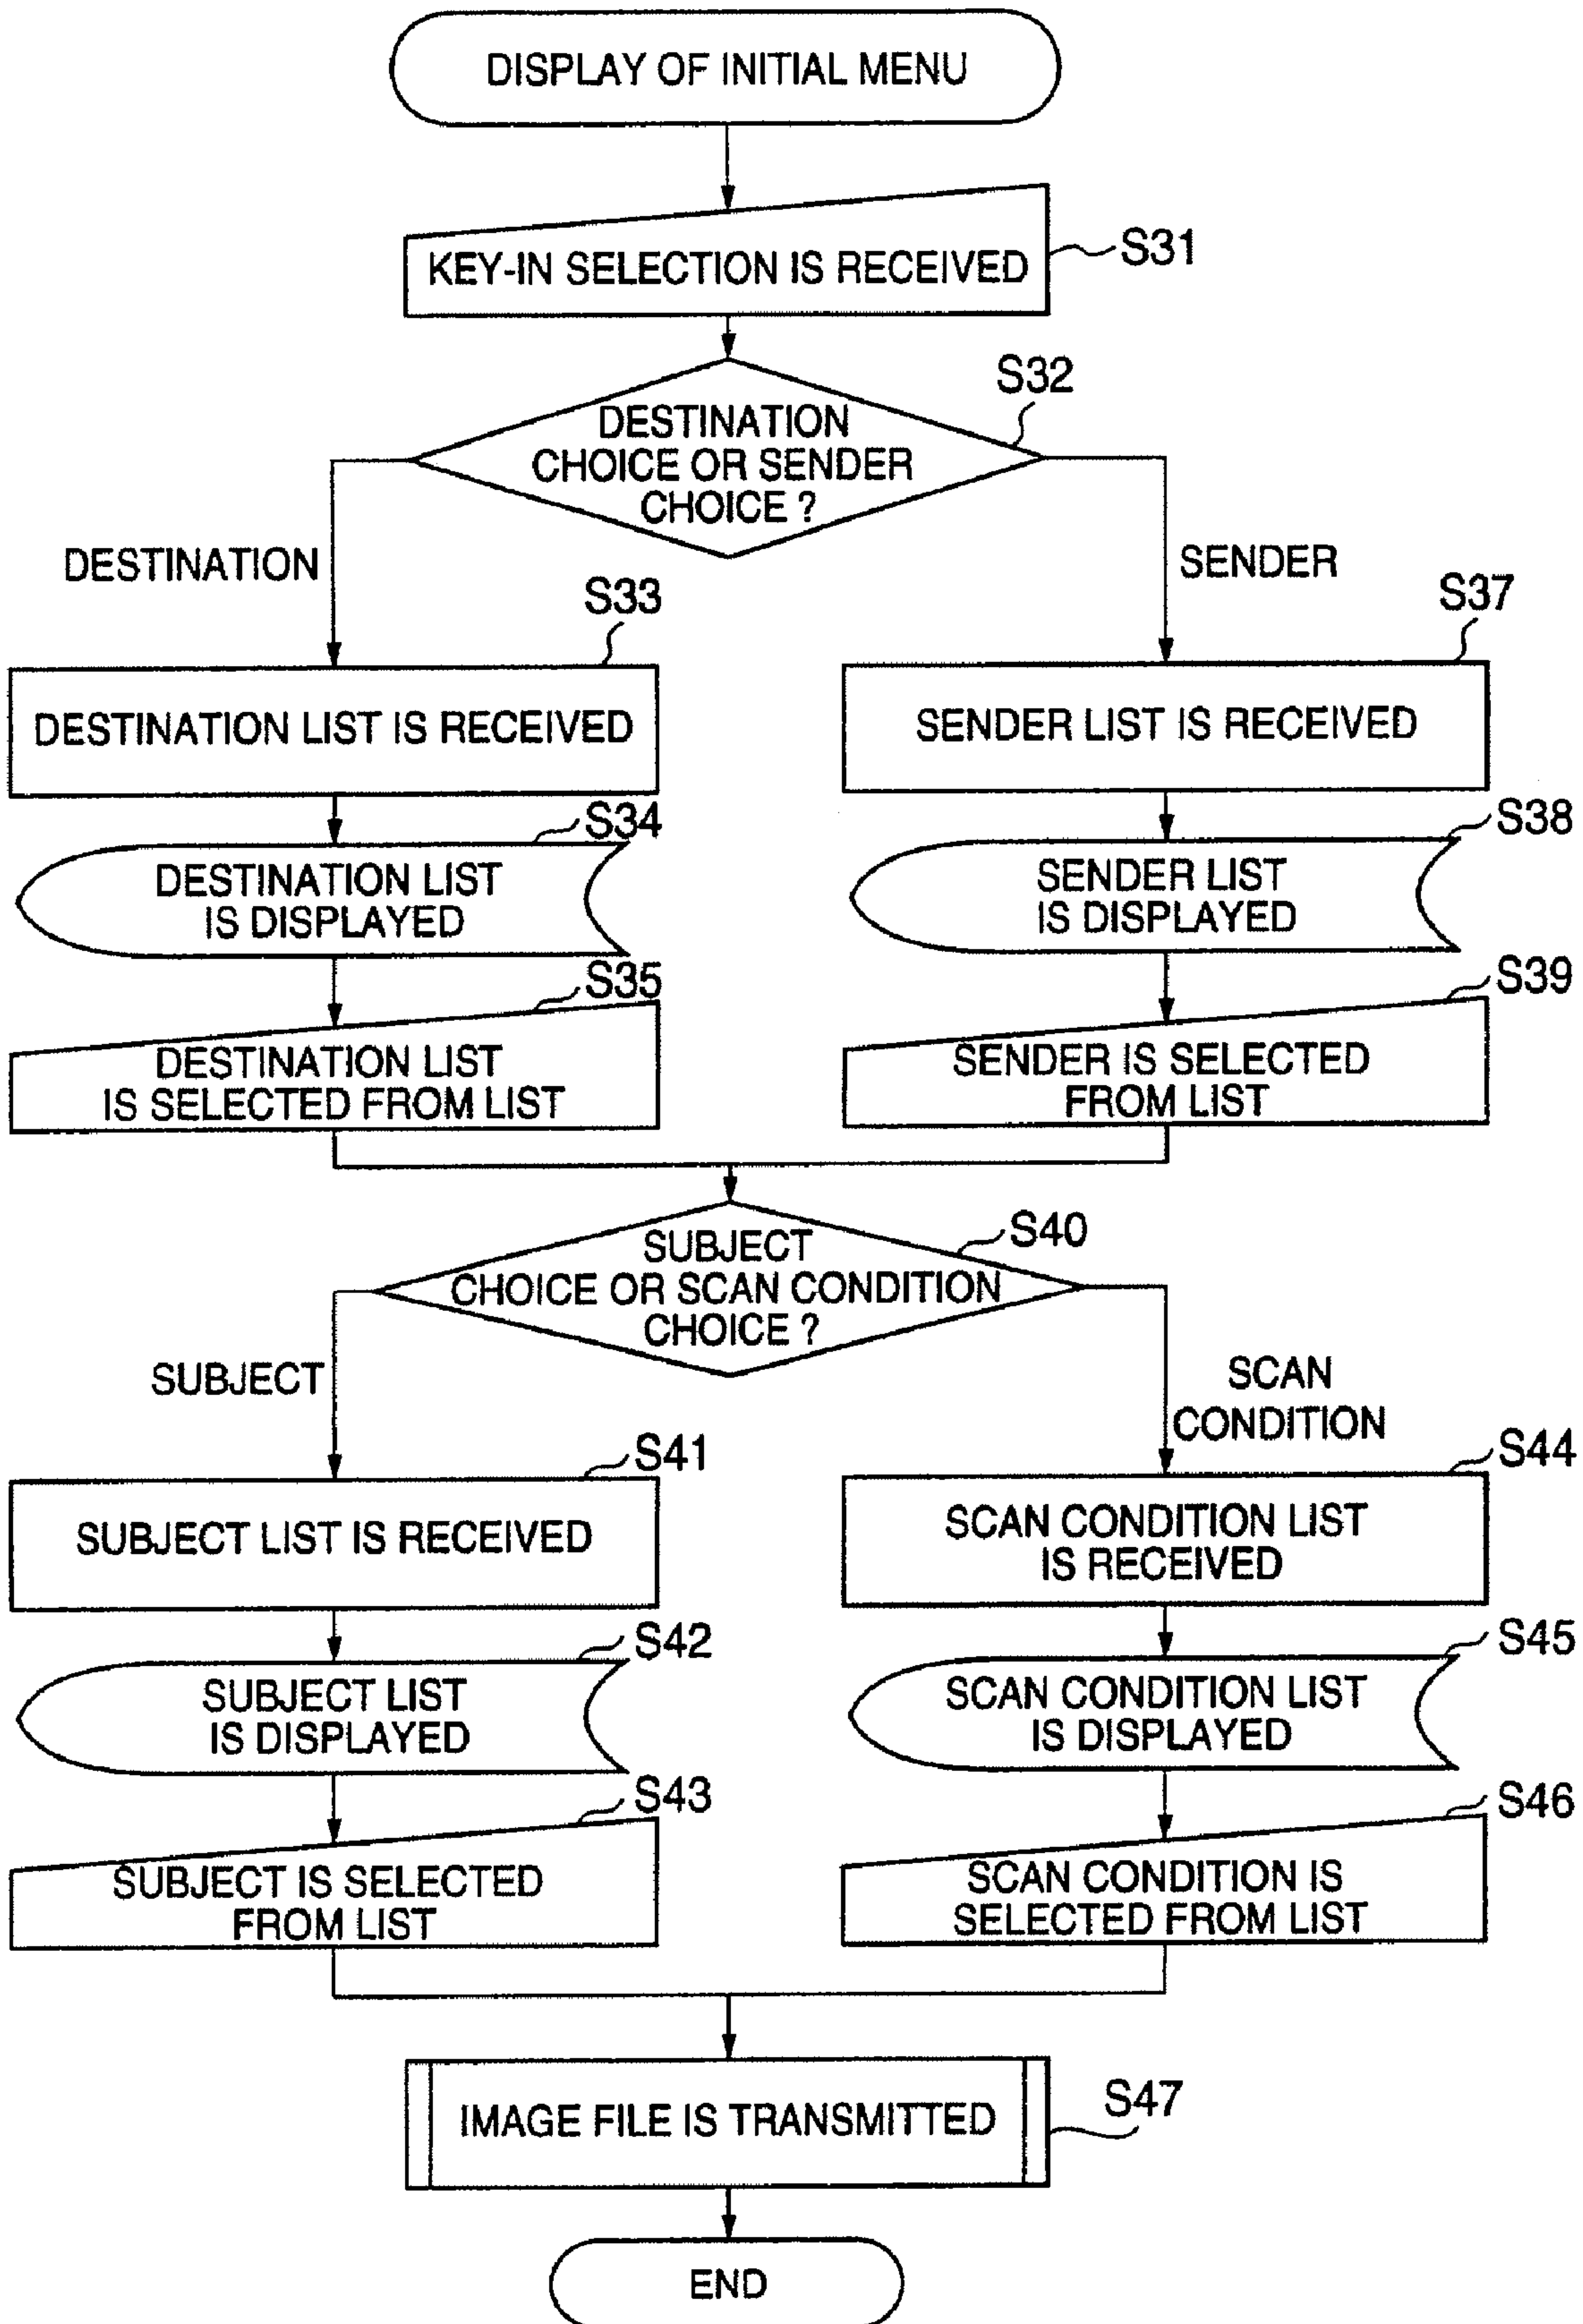 DISPLAY OF INITIAL MENU
KEY-IN SELECTION IS RECEIVED
S31
S32
DESTINATION
CHOICE OR SENDER
CHOICE ?
DESTINATION
SENDER
S33
S37
DESTINATION LIST IS RECEIVED
SENDER LIST IS RECEIVED
S34
S38
DESTINATION LIST
IS DISPLAYED
SENDER LIST
IS DISPLAYED
S35
S39
DESTINATION LIST
IS SELECTED FROM LIST
SENDER IS SELECTED
FROM LIST
S40
SUBJECT
CHOICE OR SCAN CONDITION
CHOICE ?
SUBJECT
SCAN
CONDITION
S41
S44
SUBJECT LIST IS RECEIVED
SCAN CONDITION LIST
IS RECEIVED
S42
S45
SUBJECT LIST
IS DISPLAYED
SCAN CONDITION LIST
IS DISPLAYED
S43
S46
SUBJECT IS SELECTED
FROM LIST
SCAN CONDITION IS
SELECTED FROM LIST
IMAGE FILE IS TRANSMITTED
S47
END